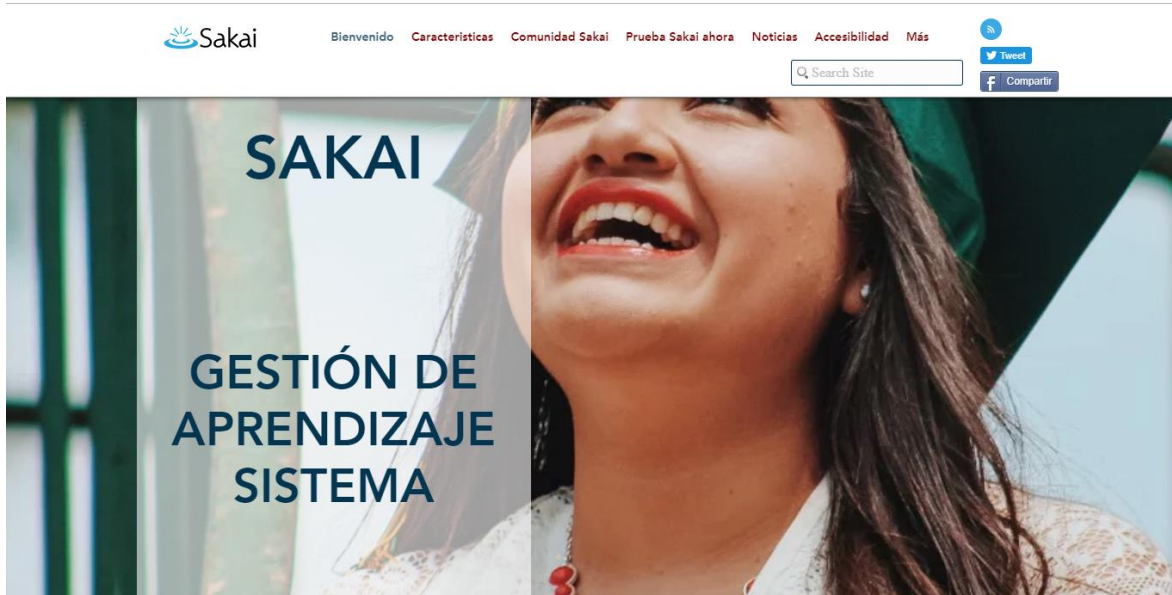 Sakai
Bienvenido Caracteristicas Comunidad Sakai Prueba Sakai ahora Noticias Accesibilidad Más
Tweet
Search Site
Compartir
SAKAI
GESTIÓN DE
APRENDIZAJE
SISTEMA